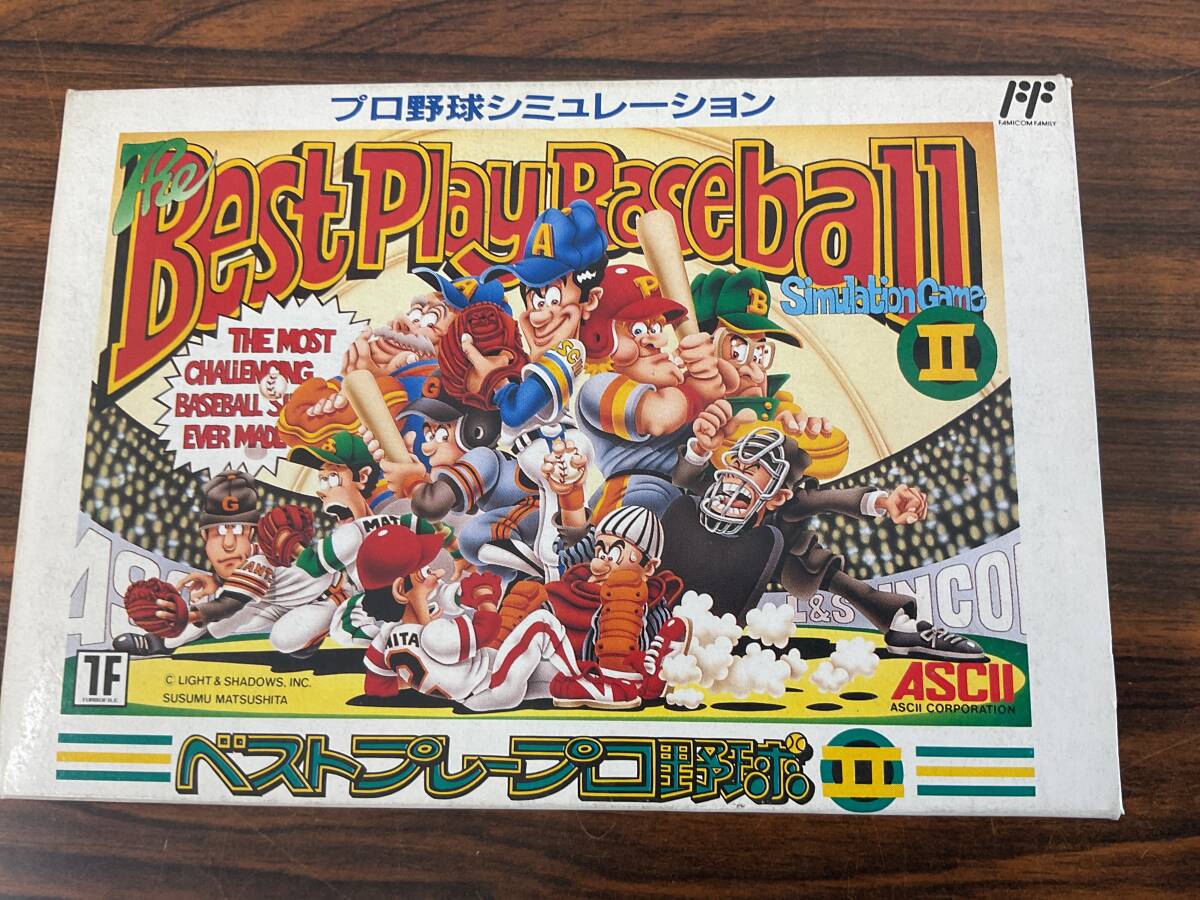 プロ野球シミュレーション
FAMICOM FAMILY
The
Best Play Baseball
Simulation Game
II
THE MOST
CHALLENGING
BASEBALL
EVER MADE
A
P
B
G
G
MAT
L&S
1F
© LIGHT & SHADOWS, INC.
SUSUMU MATSUSHITA
ASCII
ASCII CORPORATION
ベストプレープロ野球 II